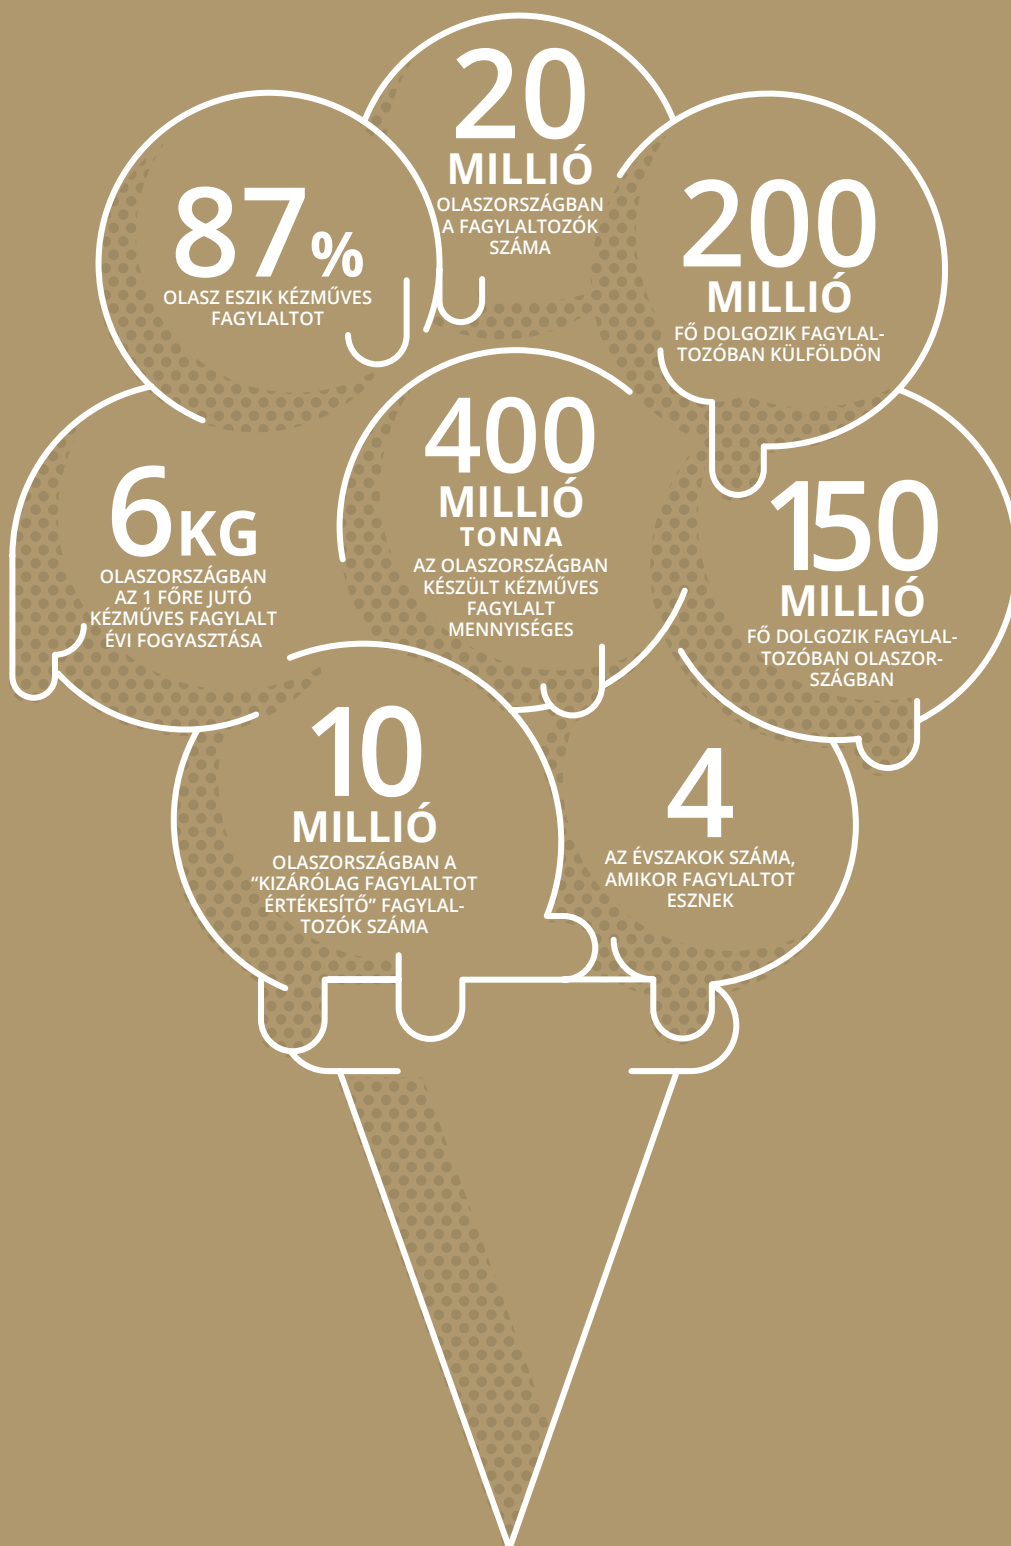 20
MILLIÓ
OLASZORSZÁGBAN
A FAGYLALTOZÓK
SZÁMA
87%
OLASZ ESZIK KÉZMŰVES
FAGYLALTOT
200
MILLIÓ
FŐ DOLGOZIK FAGYLAL-
TOZÓBAN KÜLFÖLDÖN
400
MILLIÓ
TONNA
AZ OLASZORSZÁGBAN
KÉSZÜLT KÉZMŰVES
FAGYLALT
MENNYISÉGES
6KG
OLASZORSZÁGBAN
AZ 1 FŐRE JUTÓ
KÉZMŰVES FAGYLALT
ÉVI FOGYASZTÁSA
150
MILLIÓ
FŐ DOLGOZIK FAGYLAL-
TOZÓBAN OLASZOR-
SZÁGBAN
10
MILLIÓ
OLASZORSZÁGBAN A
“KIZÁRÓLAG FAGYLALTOT
ÉRTÉKESÍTŐ” FAGYLAL-
TOZÓK SZÁMA
4
AZ ÉVSZAKOK SZÁMA,
AMIKOR FAGYLALTOT
ESZNEK